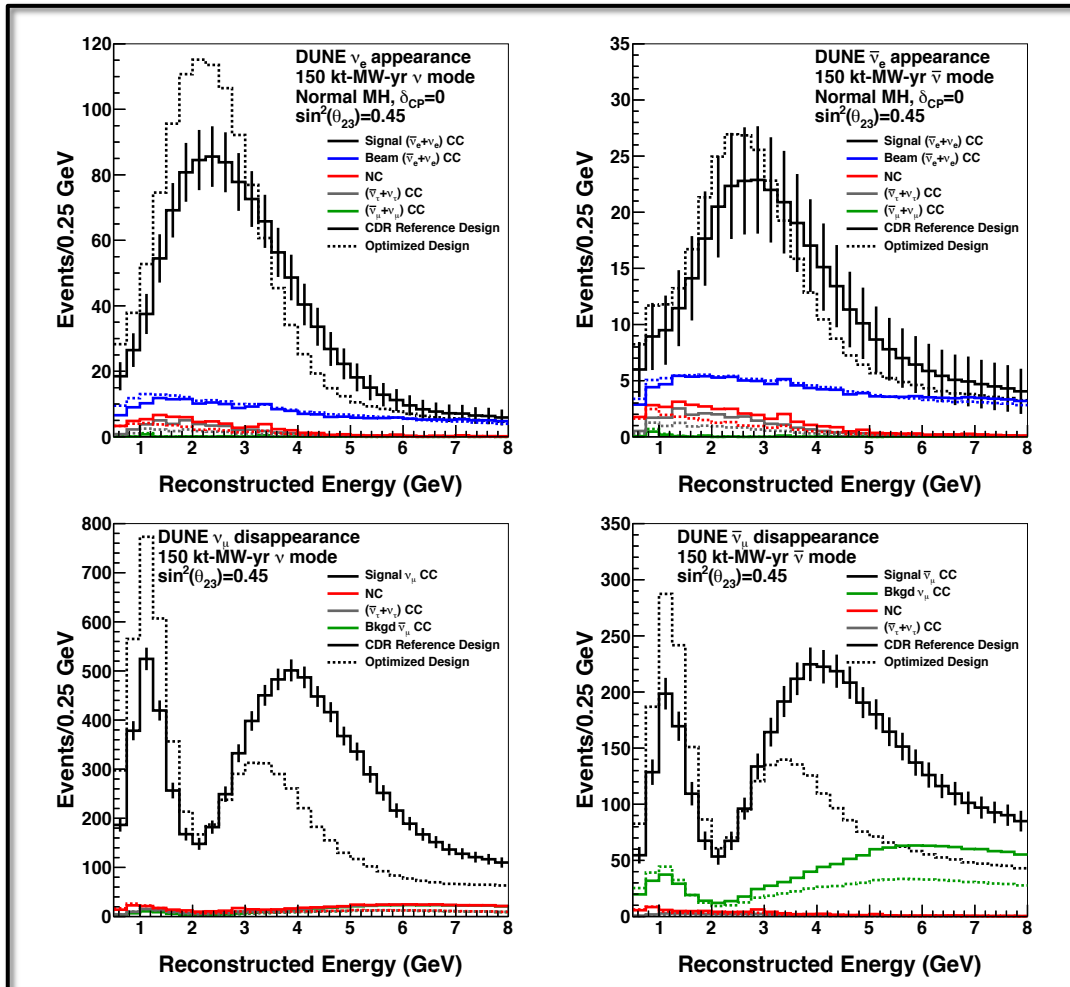 DUNE νe appearance
150 kt-MW-yr ν mode
Normal MH, δCP=0
sin²(θ23)=0.45
Signal (ν̄e+νe) CC
Beam (ν̄e+νe) CC
NC
(ν̄τ+ντ) CC
(ν̄μ+νμ) CC
CDR Reference Design
Optimized Design
Events/0.25 GeV
0 20 40 60 80 100 120
1 2 3 4 5 6 7 8
Reconstructed Energy (GeV)
DUNE ν̄e appearance
150 kt-MW-yr ν̄ mode
Normal MH, δCP=0
sin²(θ23)=0.45
Signal (ν̄e+νe) CC
Beam (ν̄e+νe) CC
NC
(ν̄τ+ντ) CC
(ν̄μ+νμ) CC
CDR Reference Design
Optimized Design
Events/0.25 GeV
0 5 10 15 20 25 30 35
1 2 3 4 5 6 7 8
Reconstructed Energy (GeV)
DUNE νμ disappearance
150 kt-MW-yr ν mode
sin²(θ23)=0.45
Signal νμ CC
NC
(ν̄τ+ντ) CC
Bkgd ν̄μ CC
CDR Reference Design
Optimized Design
Events/0.25 GeV
0 100 200 300 400 500 600 700 800
1 2 3 4 5 6 7 8
Reconstructed Energy (GeV)
DUNE ν̄μ disappearance
150 kt-MW-yr ν̄ mode
sin²(θ23)=0.45
Signal ν̄μ CC
Bkgd νμ CC
NC
(ν̄τ+ντ) CC
CDR Reference Design
Optimized Design
Events/0.25 GeV
0 50 100 150 200 250 300 350
1 2 3 4 5 6 7 8
Reconstructed Energy (GeV)